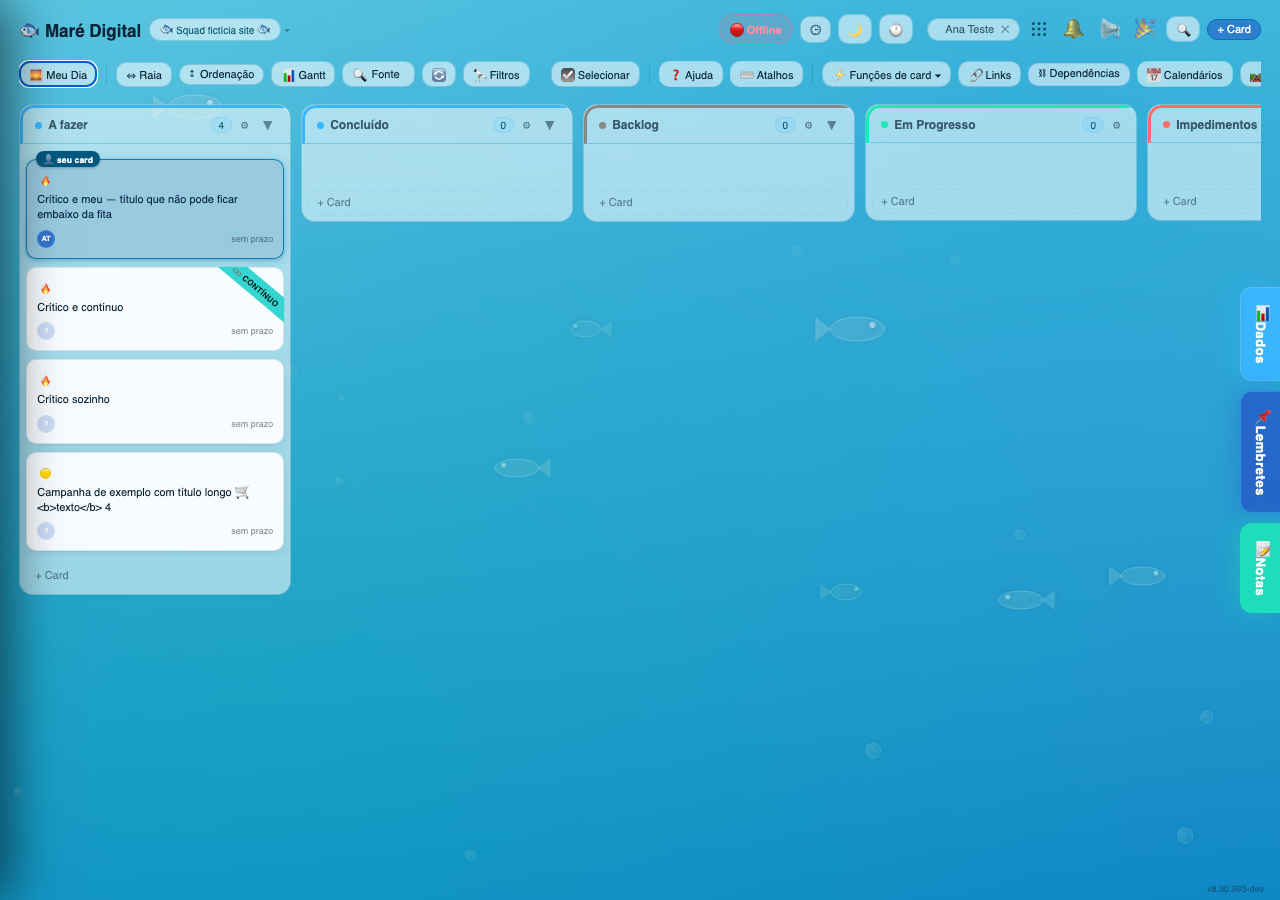 Maré Digital
Squad ficticia site
Offline
Ana Teste
+ Card
Meu Dia
Raia
Ordenação
Gantt
Fonte
Filtros
Selecionar
Ajuda
Atalhos
Funções de card
Links
Dependências
Calendários
A fazer
4
Concluído
0
Backlog
0
Em Progresso
0
Impedimentos
seu card
Crítico e meu — título que não pode ficar
embaixo da fita
AT
sem prazo
+ Card
+ Card
+ Card
+ Card
CONTÍNUO
Crítico e contínuo
?
sem prazo
Crítico sozinho
?
sem prazo
Campanha de exemplo com título longo
<b>texto</b> 4
?
sem prazo
+ Card
Dados
Lembretes
Notas
v8.30.993-dev